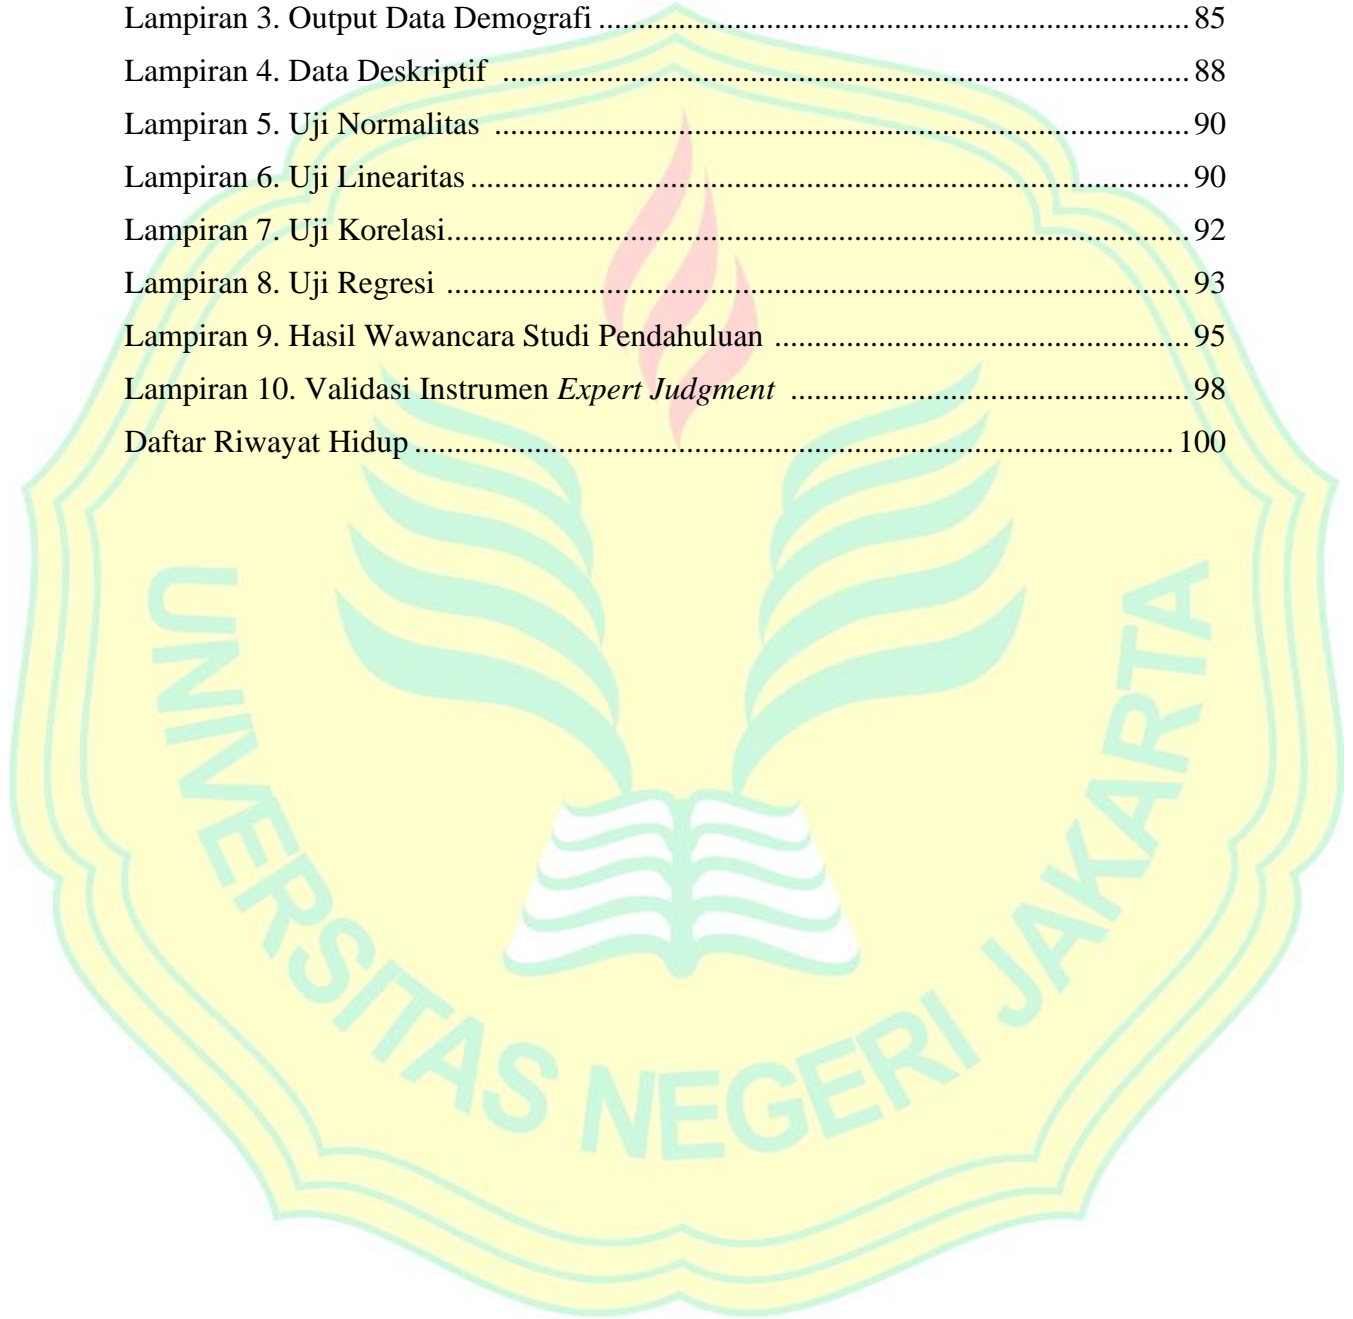 Lampiran 3. Output Data Demografi ........................................................................... 85
Lampiran 4. Data Deskriptif ....................................................................................... 88
Lampiran 5. Uji Normalitas ........................................................................................ 90
Lampiran 6. Uji Linearitas ........................................................................................... 90
Lampiran 7. Uji Korelasi.............................................................................................. 92
Lampiran 8. Uji Regresi .............................................................................................. 93
Lampiran 9. Hasil Wawancara Studi Pendahuluan ..................................................... 95
Lampiran 10. Validasi Instrumen Expert Judgment ................................................... 98
Daftar Riwayat Hidup ................................................................................................ 100
UNIVERSITAS NEGERI JAKARTA